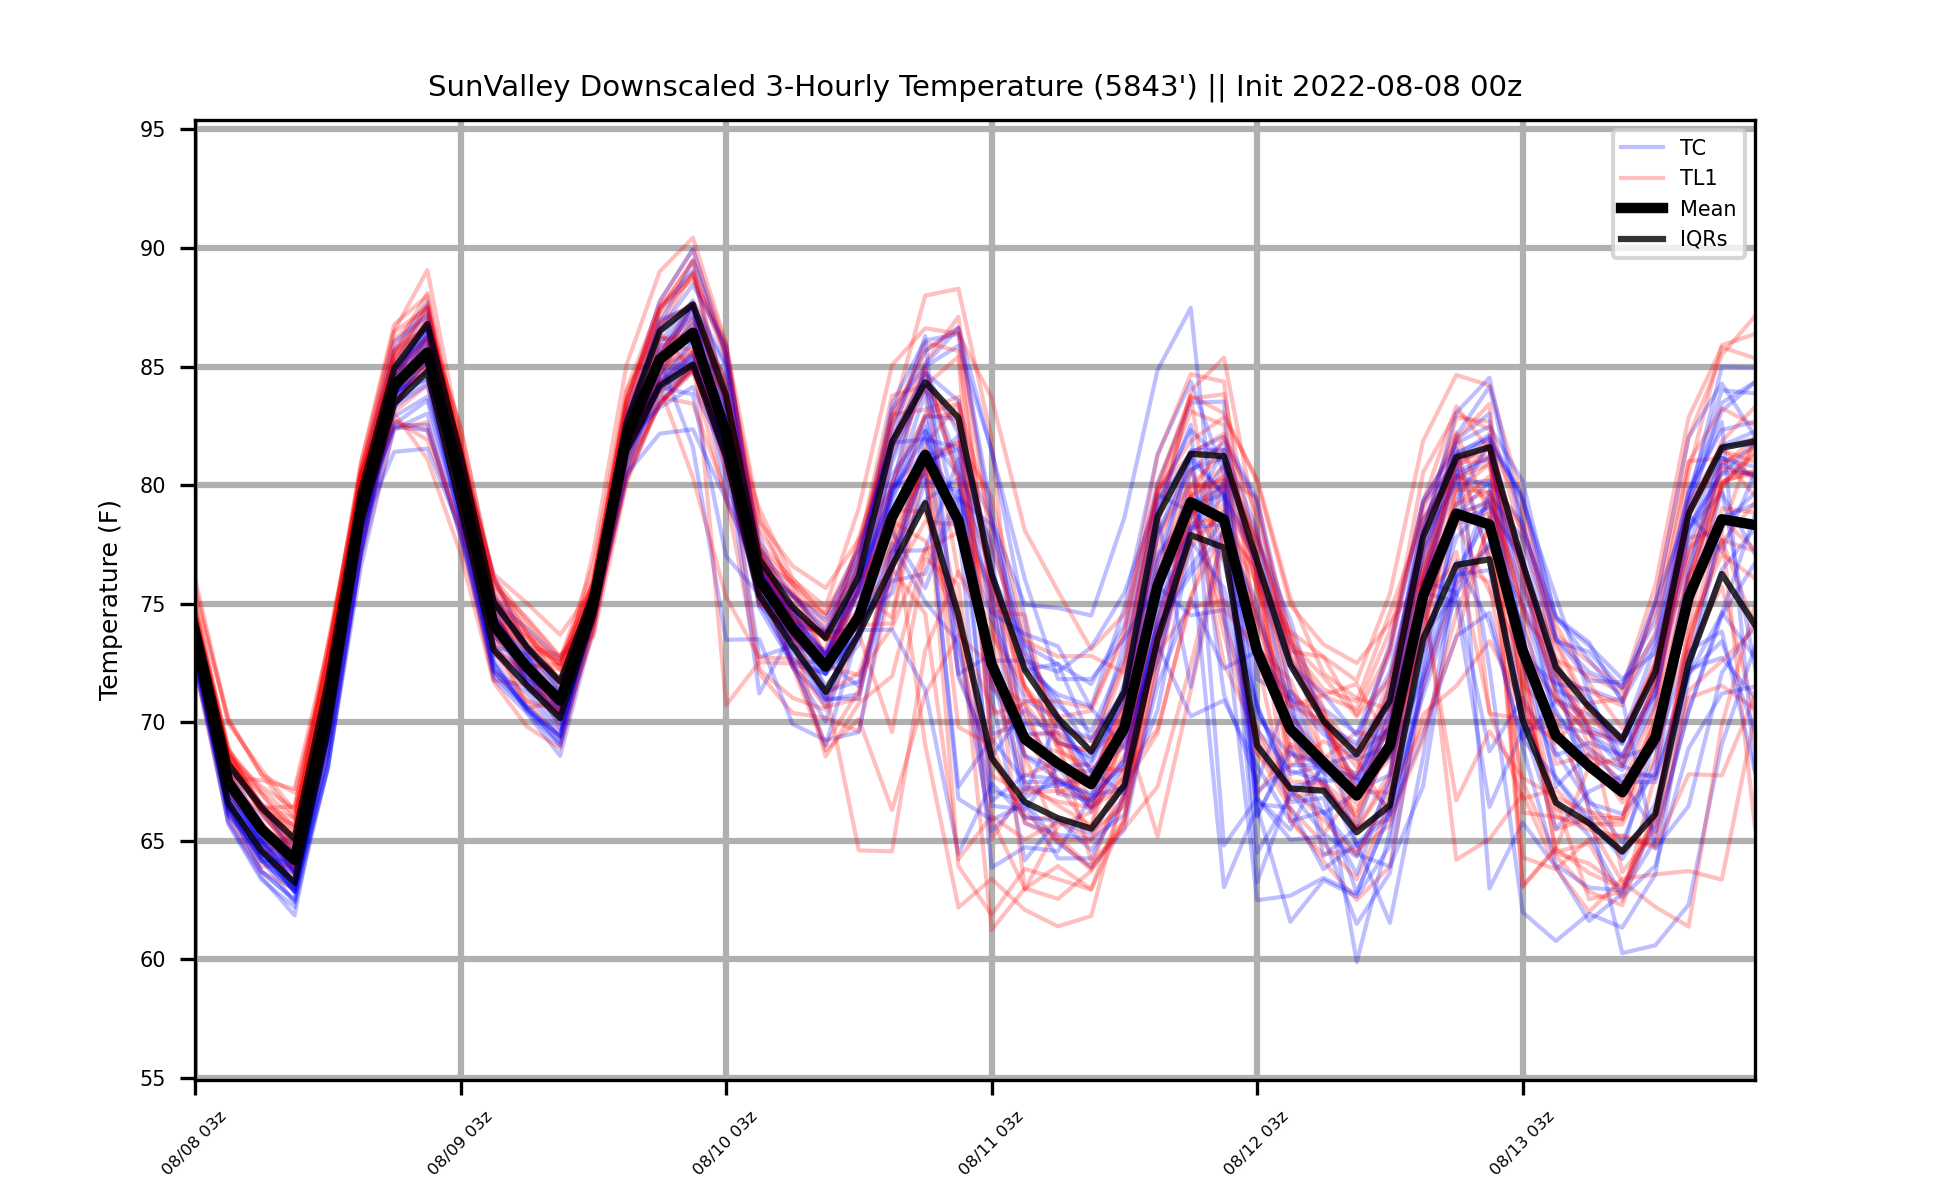 SunValley Downscaled 3-Hourly Temperature (5843') || Init 2022-08-08 00z
TC
TL1
Mean
IQRs
Temperature (F)
95
90
85
80
75
70
65
60
55
08/08 03z
08/09 03z
08/10 03z
08/11 03z
08/12 03z
08/13 03z